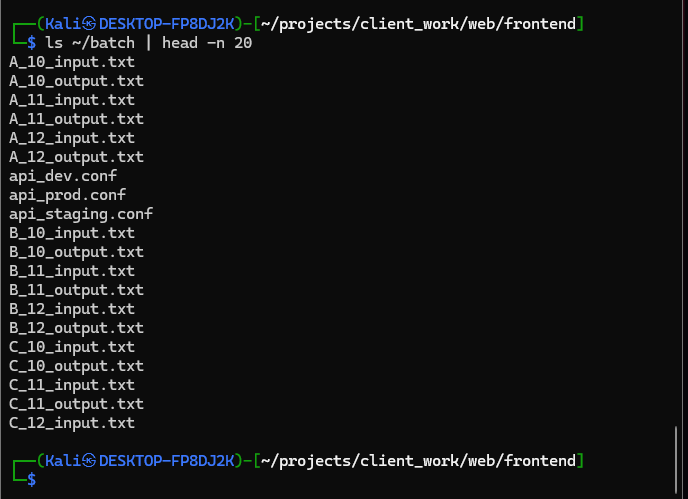 ┌──(Kali㉿DESKTOP-FP8DJ2K)-[~/projects/client_work/web/frontend]
└─$ ls ~/batch | head -n 20
A_10_input.txt
A_10_output.txt
A_11_input.txt
A_11_output.txt
A_12_input.txt
A_12_output.txt
api_dev.conf
api_prod.conf
api_staging.conf
B_10_input.txt
B_10_output.txt
B_11_input.txt
B_11_output.txt
B_12_input.txt
B_12_output.txt
C_10_input.txt
C_10_output.txt
C_11_input.txt
C_11_output.txt
C_12_input.txt
┌──(Kali㉿DESKTOP-FP8DJ2K)-[~/projects/client_work/web/frontend]
└─$